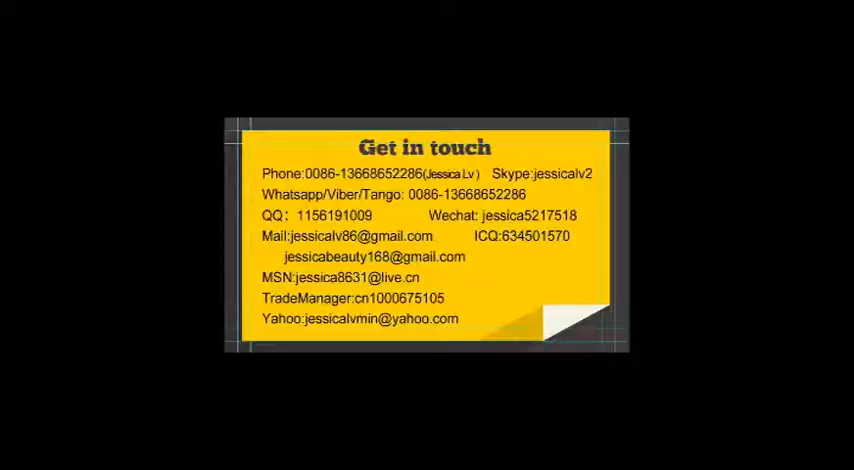 Get in touch
Phone:0086-13668652286(Jessica Lv ) Skype:jessicalv2
Whatsapp/Viber/Tango: 0086-13668652286
QQ：1156191009 Wechat: jessica5217518
Mail:jessicalv86@gmail.com ICQ:634501570
jessicabeauty168@gmail.com
MSN:jessica8631@live.cn
TradeManager:cn1000675105
Yahoo:jessicalvmin@yahoo.com